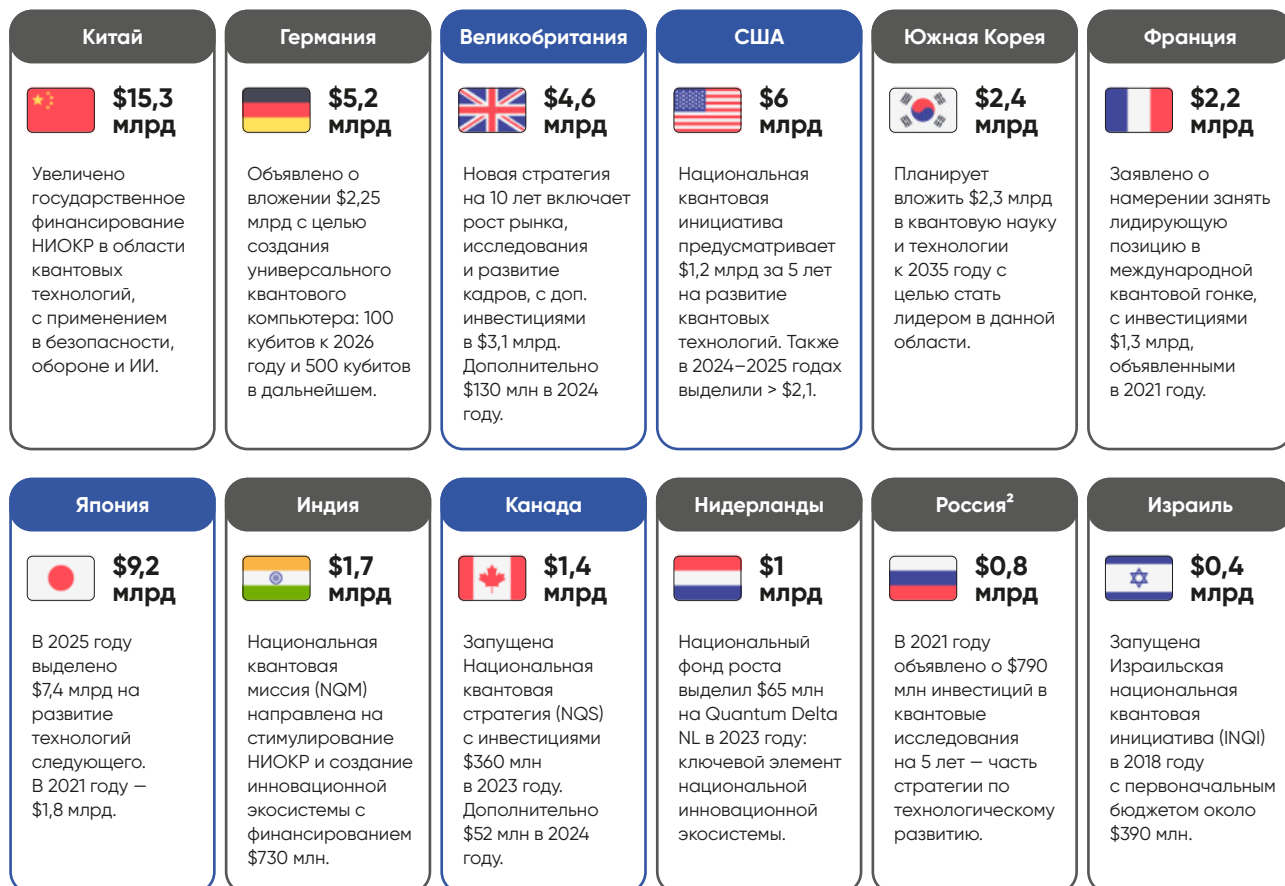 Китай
$15,3
млрд
Увеличено
государственное
финансирование
НИОКР в области
квантовых
технологий,
с применением
в безопасности,
обороне и ИИ.
Германия
$5,2
млрд
Объявлено о
вложении $2,25
млрд с целью
создания
универсального
квантового
компьютера: 100
кубитов к 2026
году и 500 кубитов
в дальнейшем.
Великобритания
$4,6
млрд
Новая стратегия
на 10 лет включает
рост рынка,
исследования
и развитие
кадров, с доп.
инвестициями
в $3,1 млрд.
Дополнительно
$130 млн в 2024
году.
США
$6
млрд
Национальная
квантовая
инициатива
предусматривает
$1,2 млрд за 5 лет
на развитие
квантовых
технологий. Также
в 2024–2025 годах
выделили > $2,1.
Южная Корея
$2,4
млрд
Планирует
вложить $2,3 млрд
в квантовую науку
и технологии
к 2035 году с
целью стать
лидером в данной
области.
Франция
$2,2
млрд
Заявлено о
намерении занять
лидирующую
позицию в
международной
квантовой гонке,
с инвестициями
$1,3 млрд,
объявленными
в 2021 году.
Япония
$9,2
млрд
В 2025 году
выделено
$7,4 млрд на
развитие
технологий
следующего.
В 2021 году —
$1,8 млрд.
Индия
$1,7
млрд
Национальная
квантовая
миссия (NQM)
направлена на
стимулирование
НИОКР и создание
инновационной
экосистемы с
финансированием
$730 млн.
Канада
$1,4
млрд
Запущена
Национальная
квантовая
стратегия (NQS)
с инвестициями
$360 млн
в 2023 году.
Дополнительно
$52 млн в 2024
году.
Нидерланды
$1
млрд
Национальный
фонд роста
выделил $65 млн
на Quantum Delta
NL в 2023 году:
ключевой элемент
национальной
инновационной
экосистемы.
Россия²
$0,8
млрд
В 2021 году
объявлено о $790
млн инвестиций в
квантовые
исследования
на 5 лет — часть
стратегии по
технологическому
развитию.
Израиль
$0,4
млрд
Запущена
Израильская
национальная
квантовая
инициатива (INQI)
в 2018 году
с первоначальным
бюджетом около
$390 млн.